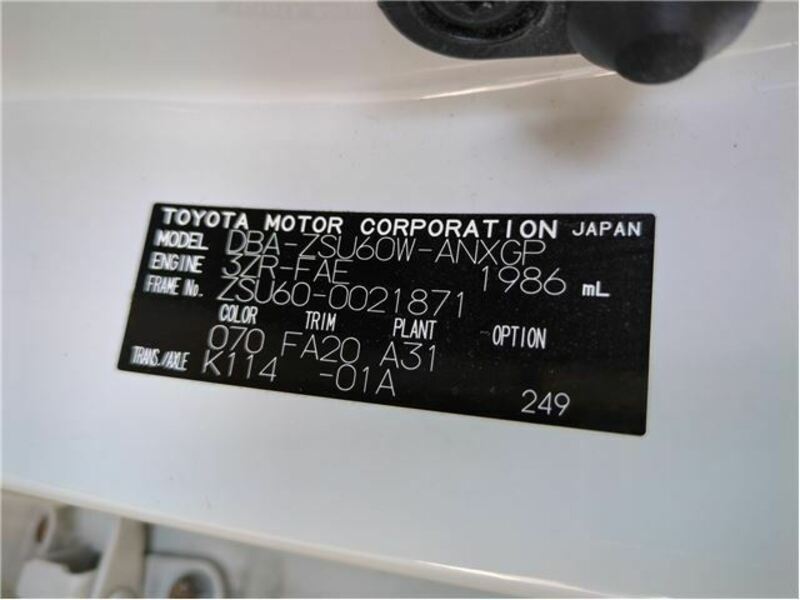 TOYOTA MOTOR CORPORATION JAPAN
MODEL DBA-ZSU60W-ANXGP
ENGINE 3ZR-FAE 1986 mL
FRAME No. ZSU60-0021871
COLOR TRIM PLANT OPTION
070 FA20 A31
TRANS./AXLE K114 -01A
249